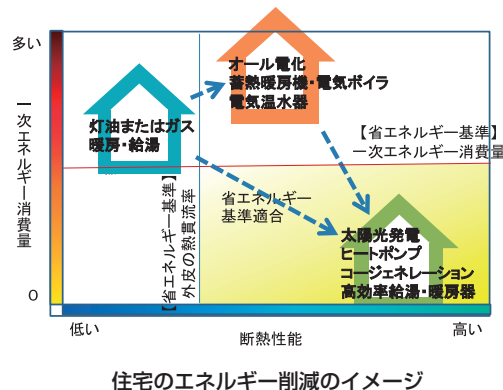 多い
一次エネルギー消費量
0
オール電化
蓄熱暖房機・電気ボイラ
電気温水器
灯油またはガス
暖房・給湯
【省エネルギー基準】
一次エネルギー消費量
【省エネルギー基準】
外皮の熱貫流率
省エネルギー
基準適合
太陽光発電
ヒートポンプ
コージェネレーション
高効率給湯・暖房器
低い
断熱性能
高い
住宅のエネルギー削減のイメージ